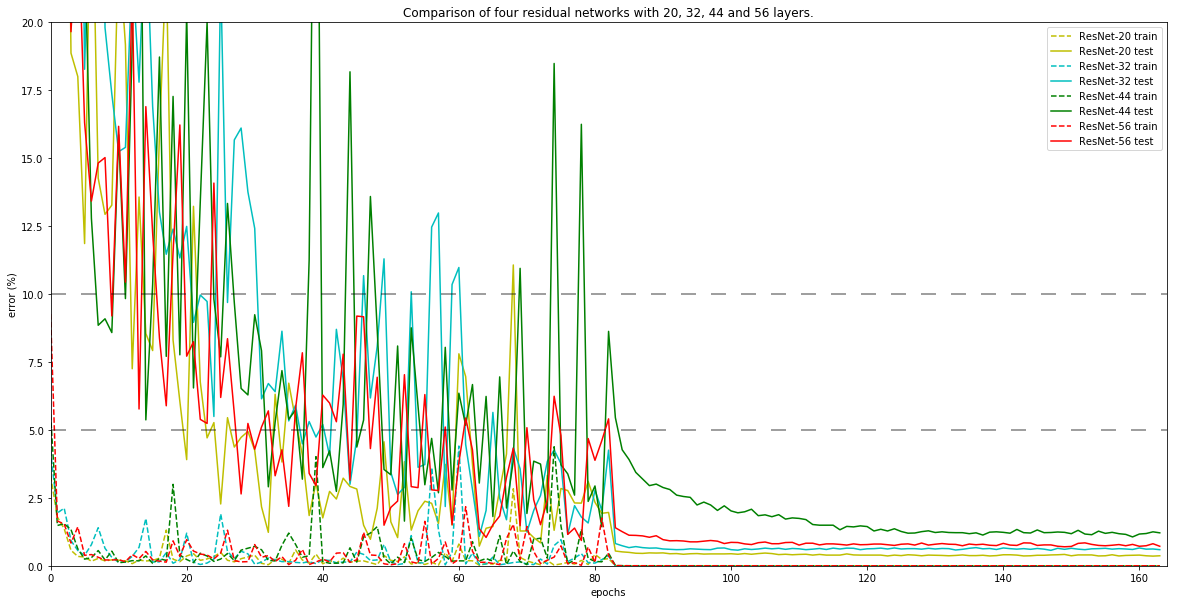 Comparison of four residual networks with 20, 32, 44 and 56 layers.
20.0
17.5
15.0
12.5
10.0
7.5
5.0
2.5
0.0
error (%)
ResNet-20 train
ResNet-20 test
ResNet-32 train
ResNet-32 test
ResNet-44 train
ResNet-44 test
ResNet-56 train
ResNet-56 test
0 20 40 60 80 100 120 140 160
epochs